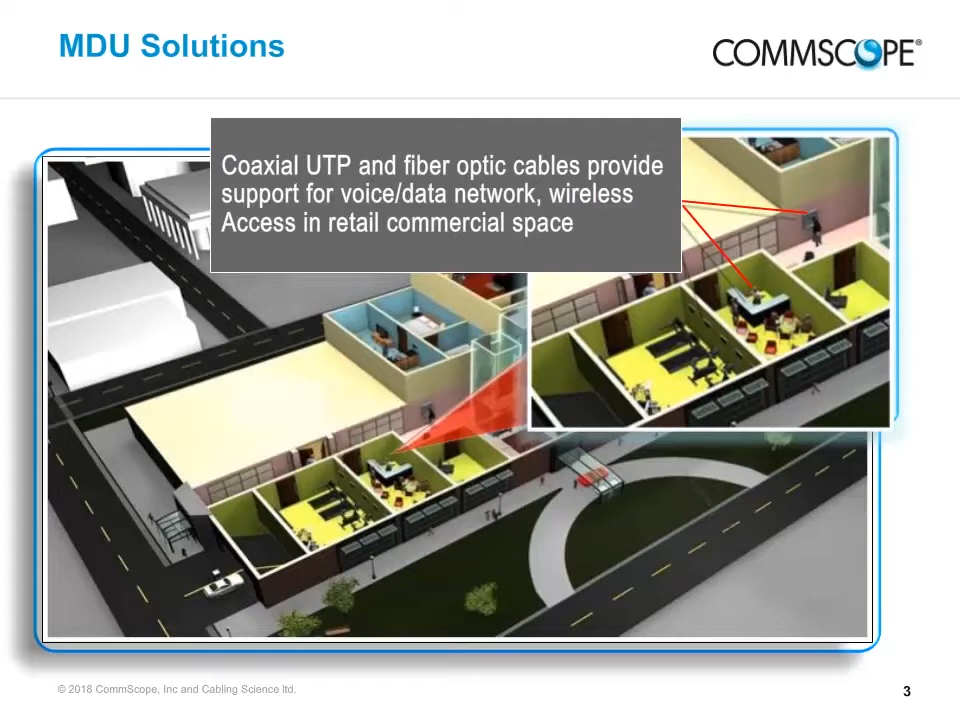 MDU Solutions
COMMSCOPE®
Coaxial UTP and fiber optic cables provide
support for voice/data network, wireless
Access in retail commercial space
© 2018 CommScope, Inc and Cabling Science ltd.
3